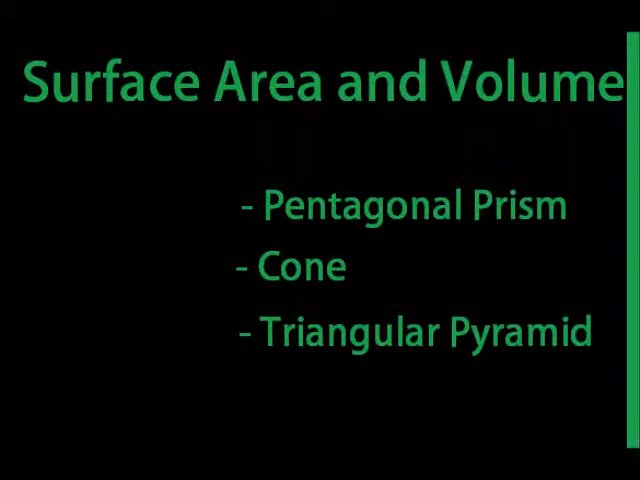 Surface Area and Volume
- Pentagonal Prism
- Cone
- Triangular Pyramid